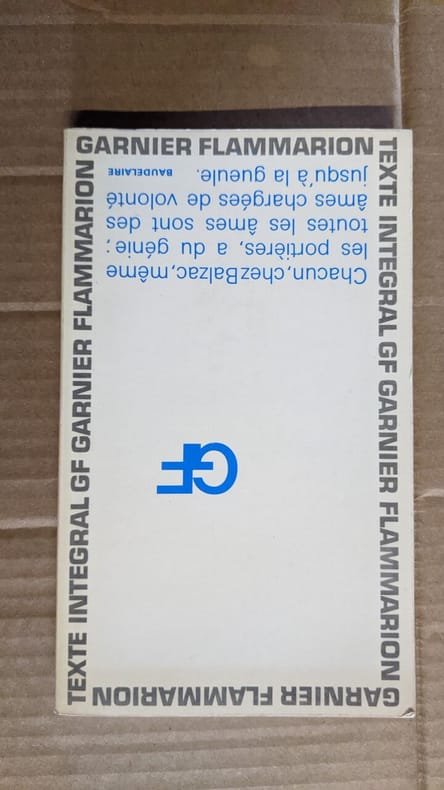 GARNIER FLAMMARION
TEXTE INTEGRAL GF GARNIER FLAMMARION
GARNIER FLAMMARION
TEXTE INTEGRAL GF GARNIER FLAMMARION
Chacun, chez Balzac, même
les portières, a du génie ;
toutes les âmes sont des
âmes chargées de volonté
jusqu'à la gueule. BAUDELAIRE
GF